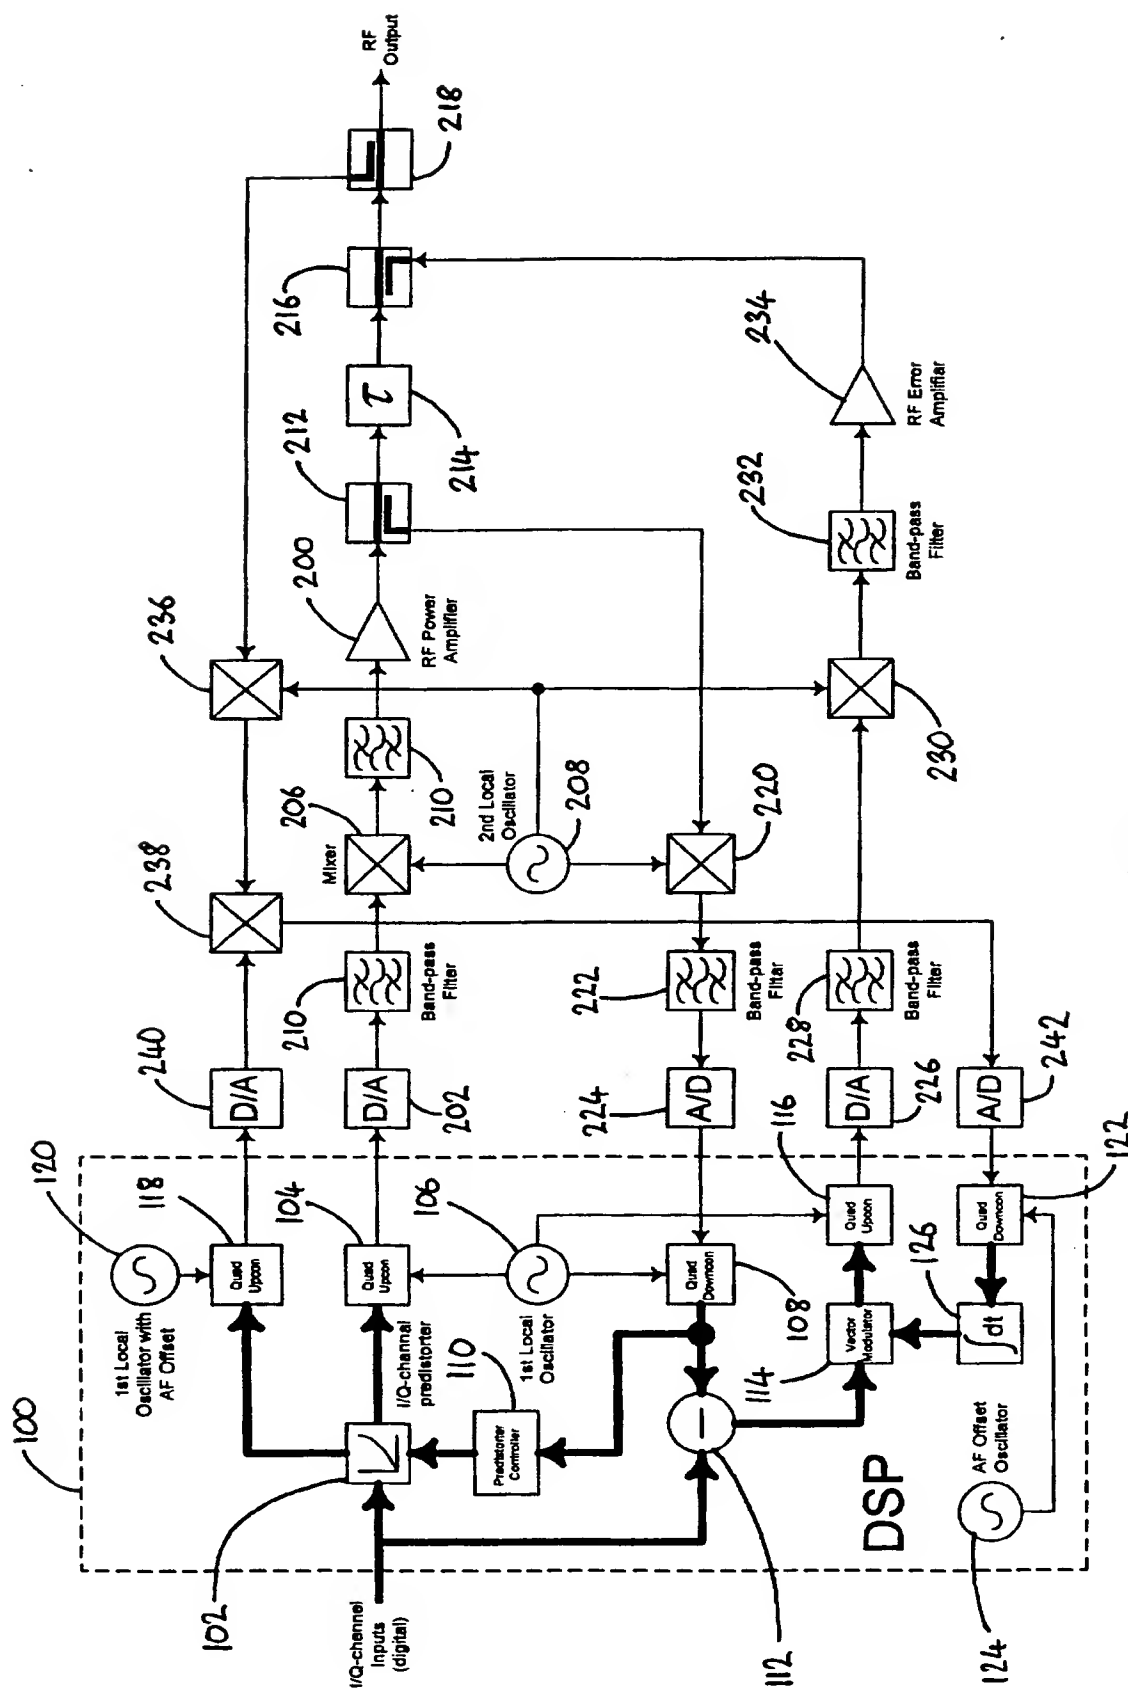 100
120
1st Local
Oscillator with
AF Offset
118
Quad
Upcon
240
D/A
238
236
I/Q-channel
Inputs
(digital)
102
I/Q-channel
predistorter
104
Quad
Upcon
202
D/A
210
Band-pass
Filter
Mixer
206
210
200
RF Power
Amplifier
212
τ
214
216
218
RF
Output
110
Predistorter
Controller
1st Local
Oscillator
106
2nd Local
Oscillator
208
112
108
Quad
Downcon
224
A/D
222
Band-pass
Filter
220
DSP
114
Vector
Modulator
116
Quad
Upcon
D/A
226
228
Band-pass
Filter
230
232
Band-pass
Filter
234
RF Error
Amplifier
124
AF Offset
Oscillator
126
∫dt
Quad
Downcon
122
A/D
242